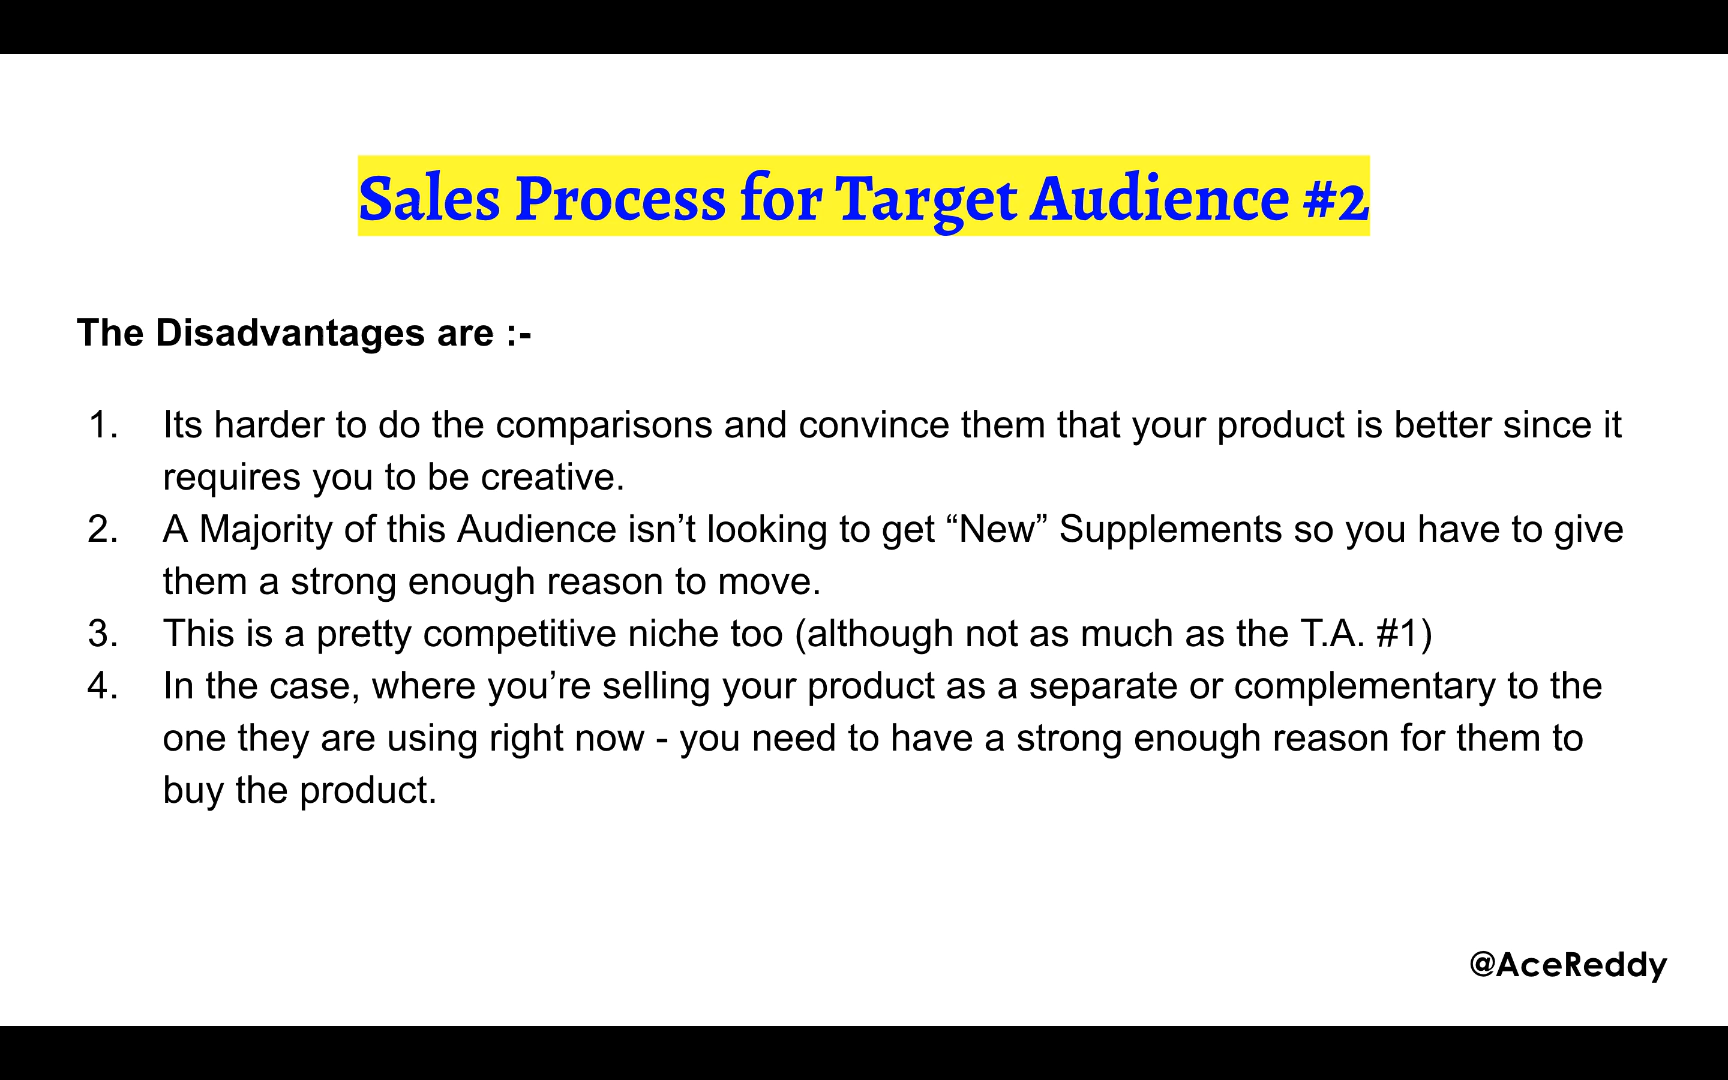 Sales Process for Target Audience #2
The Disadvantages are :-
1. Its harder to do the comparisons and convince them that your product is better since it
requires you to be creative.
2. A Majority of this Audience isn’t looking to get “New” Supplements so you have to give
them a strong enough reason to move.
3. This is a pretty competitive niche too (although not as much as the T.A. #1)
4. In the case, where you’re selling your product as a separate or complementary to the
one they are using right now - you need to have a strong enough reason for them to
buy the product.
@AceReddy